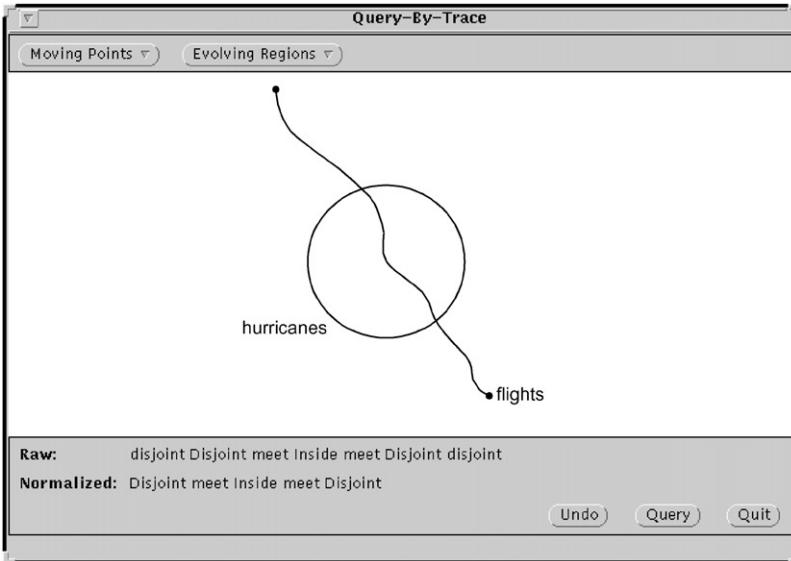 Query-By-Trace
Moving Points Evolving Regions
hurricanes
flights
Raw: disjoint Disjoint meet Inside meet Disjoint disjoint
Normalized: Disjoint meet Inside meet Disjoint
Undo Query Quit